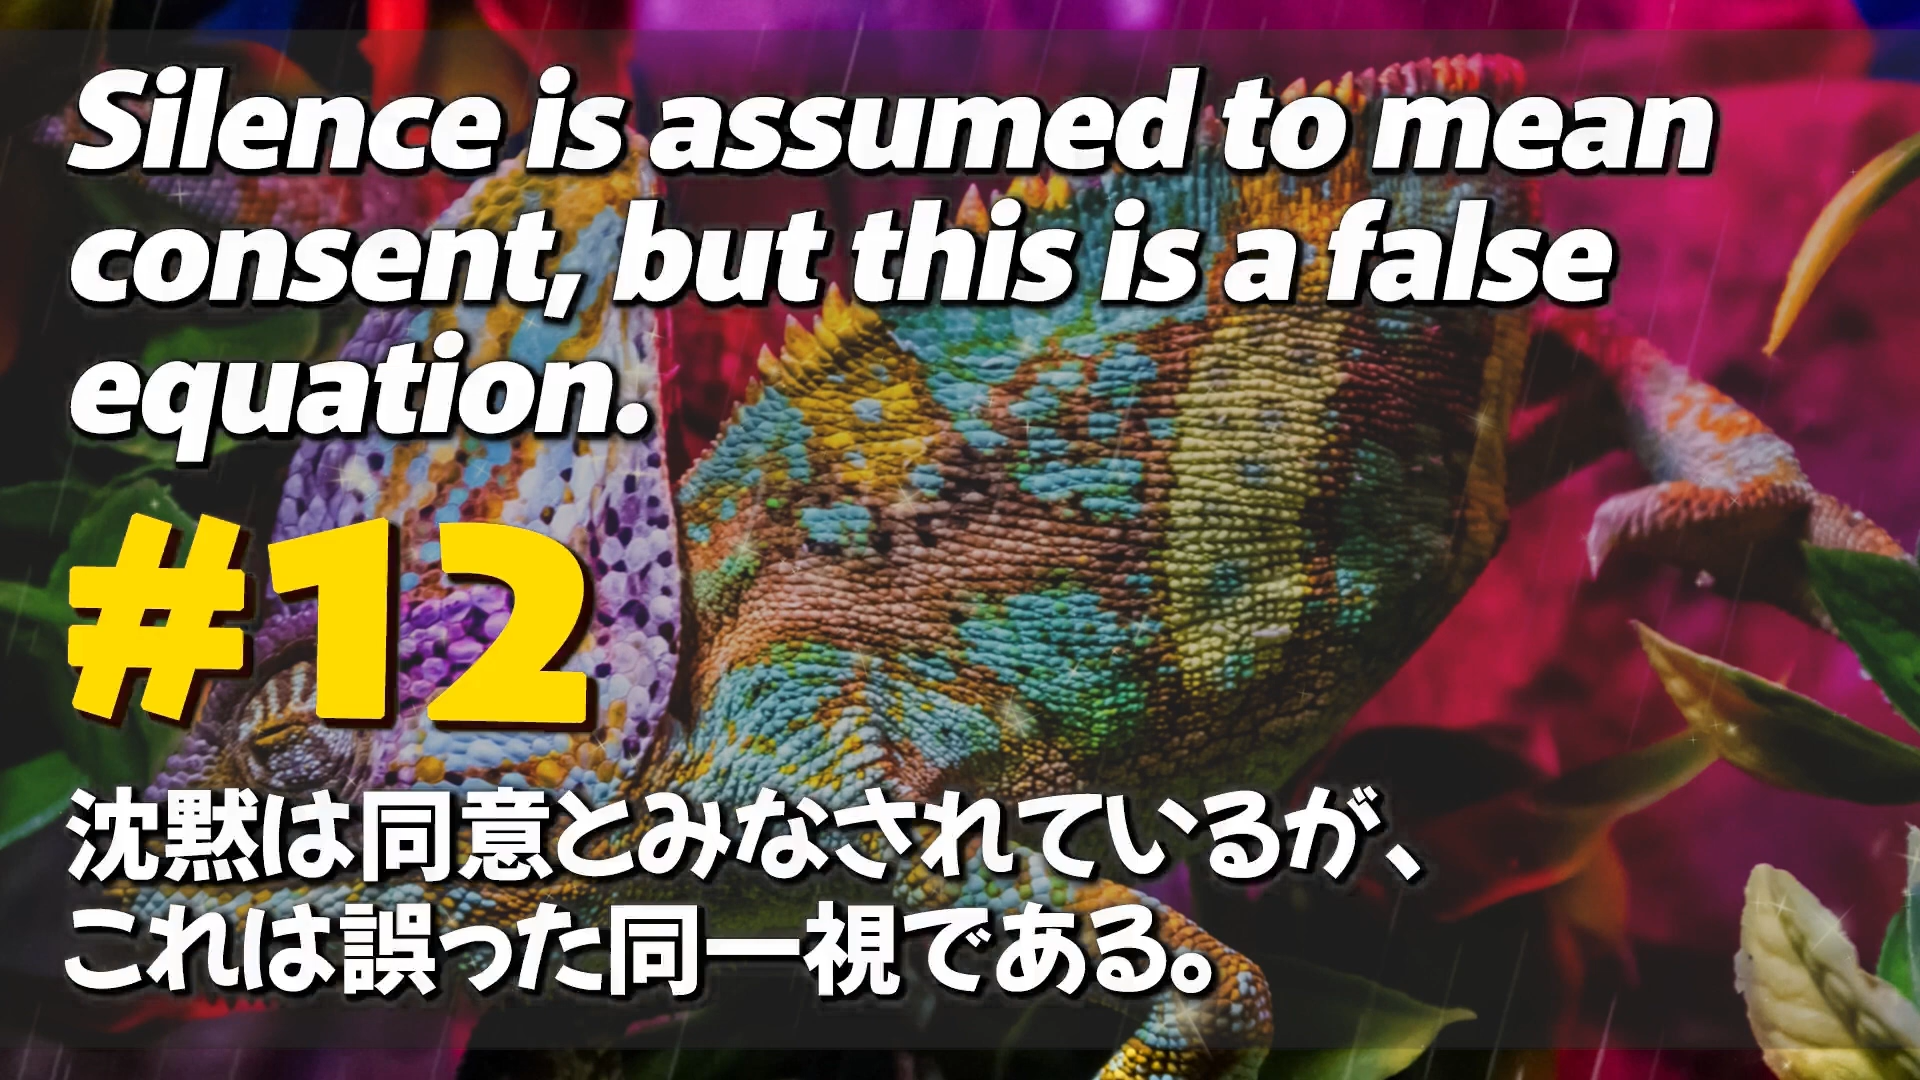 Silence is assumed to mean
consent, but this is a false
equation.
#12
沈黙は同意とみなされているが、
これは誤った同一視である。